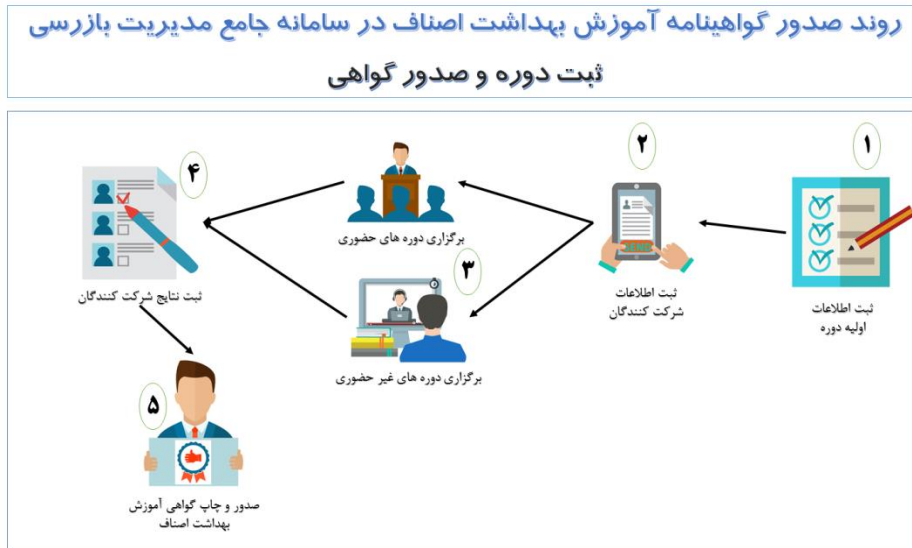 روند صدور گواهینامه آموزش بهداشت اصناف در سامانه جامع مدیریت بازرسی
ثبت دوره و صدور گواهی
۱
ثبت اطلاعات
اولیه دوره
۲
SEND
ثبت اطلاعات
شرکت کنندگان
برگزاری دوره های حضوری
۳
برگزاری دوره های غیر حضوری
۴
ثبت نتایج شرکت کنندگان
۵
صدور و چاپ گواهی آموزش
بهداشت اصناف